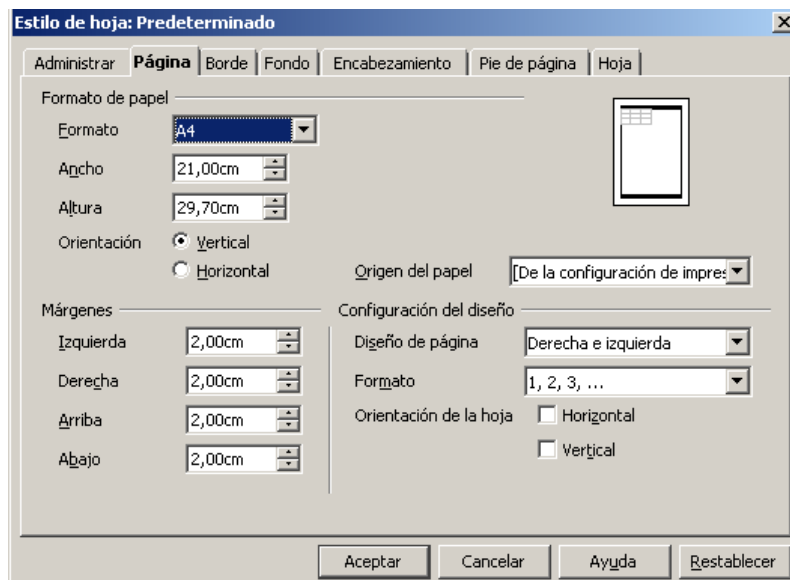 Estilo de hoja: Predeterminado
Administrar Página Borde Fondo Encabezamiento Pie de página Hoja
Formato de papel
Formato A4
Ancho 21,00cm
Altura 29,70cm
Orientación Vertical
Horizontal
Origen del papel [De la configuración de impres
Márgenes
Izquierda 2,00cm
Derecha 2,00cm
Arriba 2,00cm
Abajo 2,00cm
Configuración del diseño
Diseño de página Derecha e izquierda
Formato 1, 2, 3, ...
Orientación de la hoja Horizontal
Vertical
Aceptar Cancelar Ayuda Restablecer